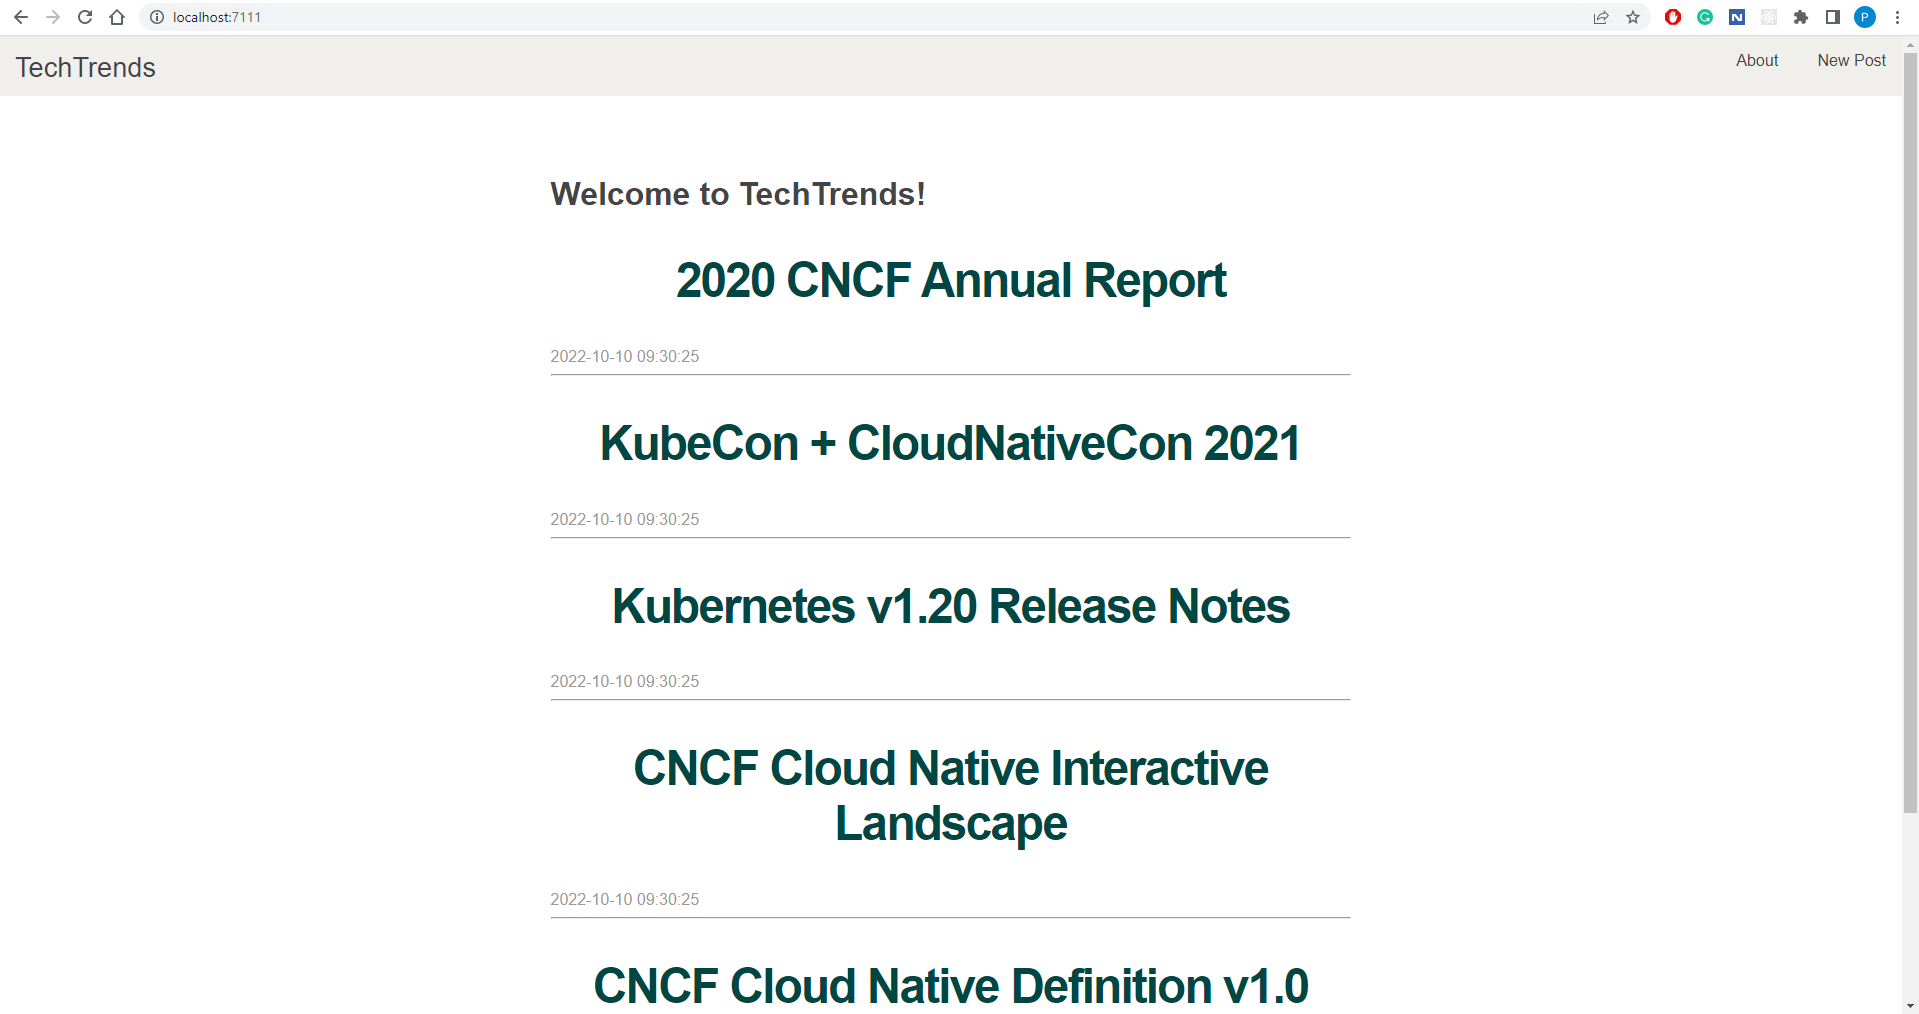 localhost:7111
P
TechTrends
About
New Post
Welcome to TechTrends!
2020 CNCF Annual Report
2022-10-10 09:30:25
KubeCon + CloudNativeCon 2021
2022-10-10 09:30:25
Kubernetes v1.20 Release Notes
2022-10-10 09:30:25
CNCF Cloud Native Interactive
Landscape
2022-10-10 09:30:25
CNCF Cloud Native Definition v1.0